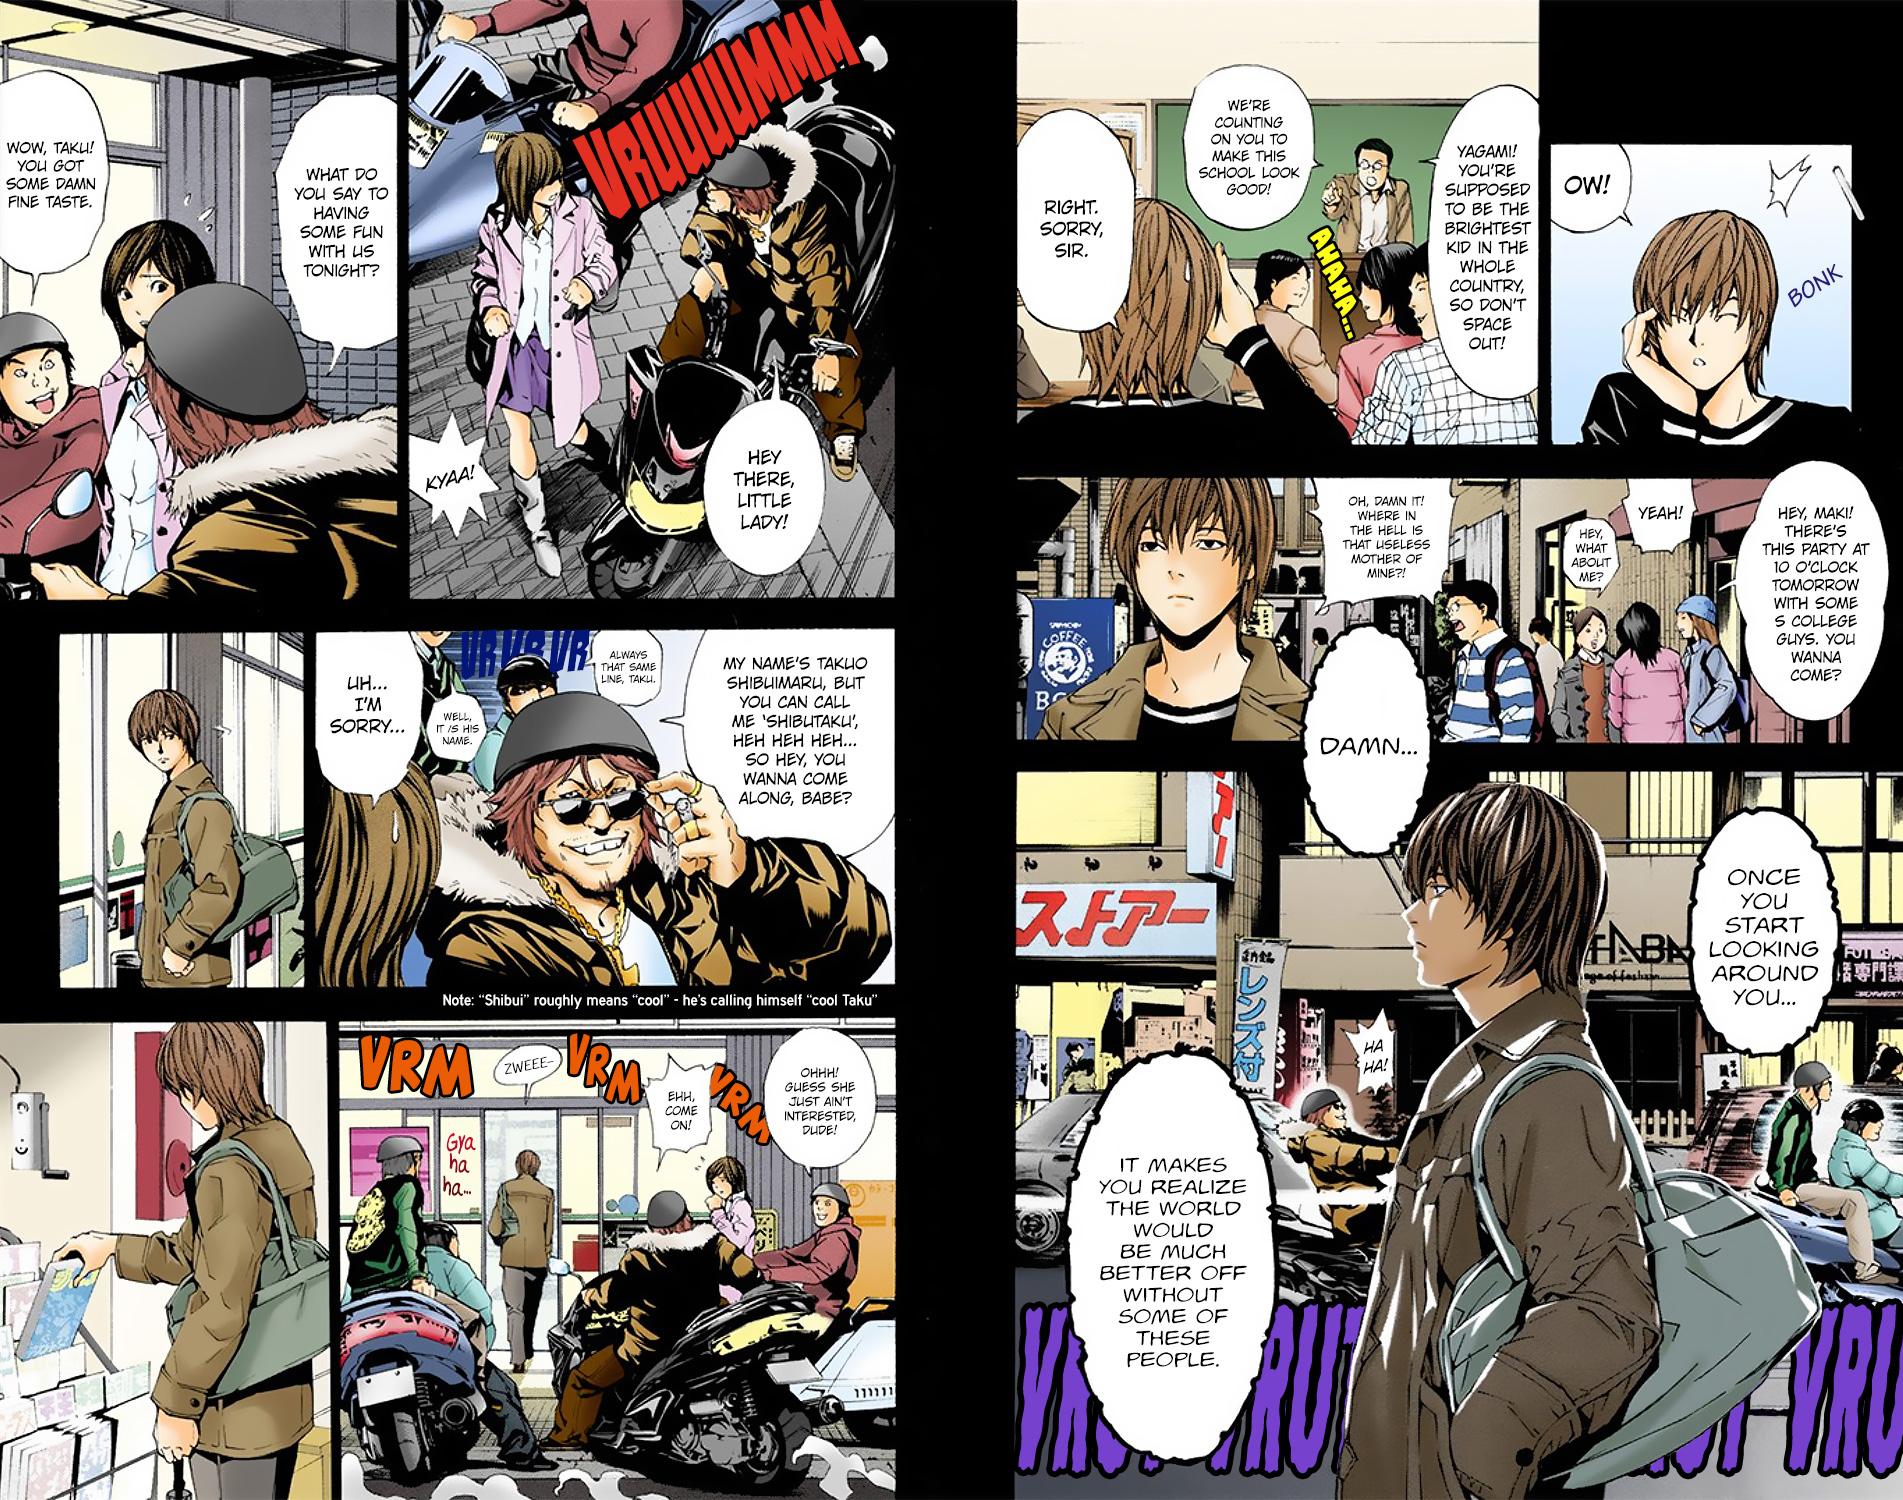 OW!
BONK
YAGAMI!
YOU'RE
SUPPOSED
TO BE THE
BRIGHTEST
KID IN THE
WHOLE
COUNTRY,
SO DON'T
SPACE
OUT!
WE'RE
COUNTING
ON YOU TO
MAKE THIS
SCHOOL LOOK
GOOD!
AHAHA...
RIGHT.
SORRY,
SIR.
HEY, MAKI!
THERE'S
THIS PARTY AT
10 O'CLOCK
TOMORROW
WITH SOME
S COLLEGE
GUYS. YOU
WANNA
COME?
YEAH!
HEY,
WHAT
ABOUT
ME?
OH, DAMN IT!
WHERE IN
THE HELL IS
THAT USELESS
MOTHER OF
MINE?!
COFFEE
DAMN...
ONCE
YOU
START
LOOKING
AROUND
YOU...
ストアー
レンズ付
HA
HA!
IT MAKES
YOU REALIZE
THE WORLD
WOULD
BE MUCH
BETTER OFF
WITHOUT
SOME OF
THESE
PEOPLE.
VRUUUUMMM
HEY
THERE,
LITTLE
LADY!
KYAA!
WHAT DO
YOU SAY TO
HAVING
SOME FUN
WITH US
TONIGHT?
WOW, TAKU!
YOU GOT
SOME DAMN
FINE TASTE.
MY NAME'S TAKUO
SHIBUIMARU, BUT
YOU CAN CALL
ME 'SHIBUTAKU',
HEH HEH HEH...
SO HEY, YOU
WANNA COME
ALONG, BABE?
VR VR VR
ALWAYS
THAT SAME
LINE, TAKU.
WELL,
IT IS HIS
NAME.
UH...
I'M
SORRY...
Note: "Shibui" roughly means "cool" - he's calling himself "cool Taku"
OHHH!
GUESS SHE
JUST AIN'T
INTERESTED,
DUDE!
VRM
EHH,
COME
ON!
VRM
ZWEEE-
VRM
Gya
ha
ha...